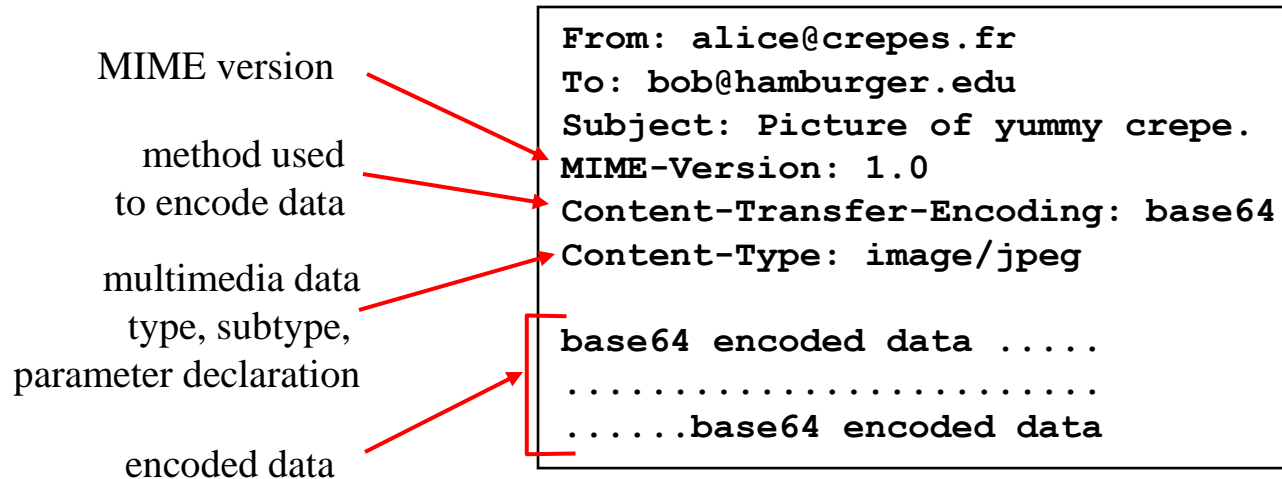 MIME version
method used
to encode data
multimedia data
type, subtype,
parameter declaration
encoded data
From: alice@crepes.fr
To: bob@hamburger.edu
Subject: Picture of yummy crepe.
MIME-Version: 1.0
Content-Transfer-Encoding: base64
Content-Type: image/jpeg
base64 encoded data .....
.........................
......base64 encoded data